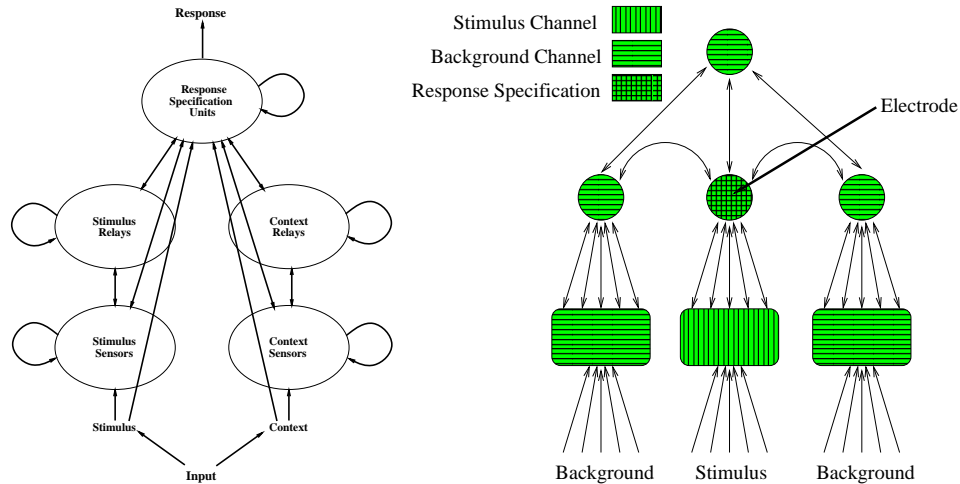 Response
Response
Specification
Units
Stimulus
Relays
Context
Relays
Stimulus
Sensors
Context
Sensors
Stimulus
Context
Input
Stimulus Channel
Background Channel
Response Specification
Electrode
Background
Stimulus
Background